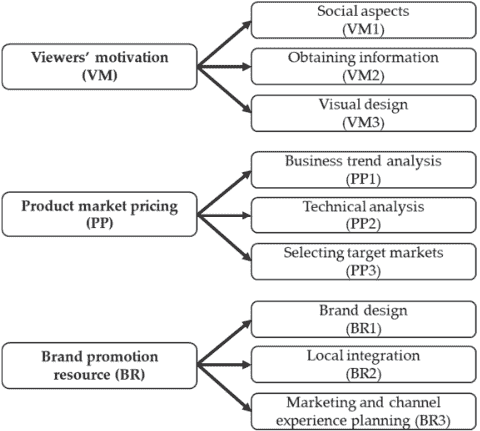 Viewers' motivation
(VM)
Social aspects
(VM1)
Obtaining information
(VM2)
Visual design
(VM3)
Product market pricing
(PP)
Business trend analysis
(PP1)
Technical analysis
(PP2)
Selecting target markets
(PP3)
Brand promotion
resource (BR)
Brand design
(BR1)
Local integration
(BR2)
Marketing and channel
experience planning (BR3)